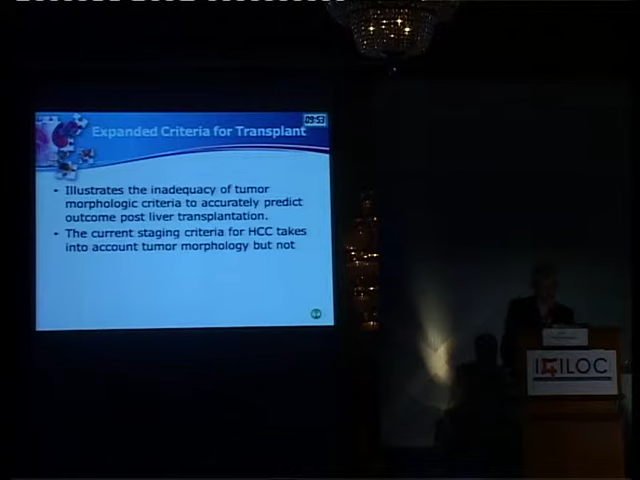 Expanded Criteria for Transplant
09:53
• Illustrates the inadequacy of tumor
morphologic criteria to accurately predict
outcome post liver transplantation.
• The current staging criteria for HCC takes
into account tumor morphology but not
ILOC